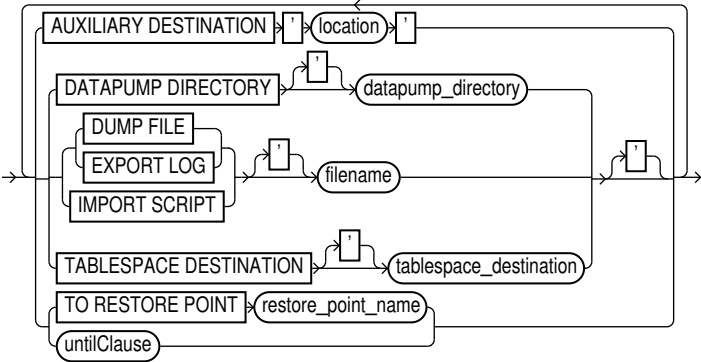 AUXILIARY DESTINATION ' location '
'
DATAPUMP DIRECTORY datapump_directory
DUMP FILE
EXPORT LOG ' filename '
IMPORT SCRIPT
'
TABLESPACE DESTINATION tablespace_destination
TO RESTORE POINT restore_point_name
untilClause